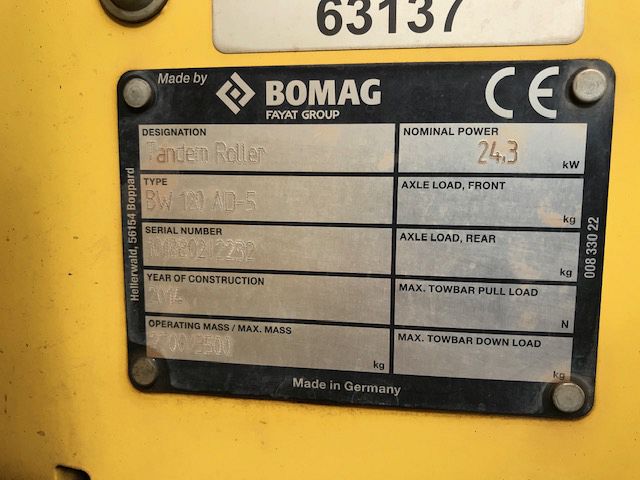 63137
Made by BOMAG CE
FAYAT GROUP
DESIGNATION
Tandem Roller
NOMINAL POWER
24,3 kW
TYPE
BW 120 AD-5
AXLE LOAD, FRONT
kg
SERIAL NUMBER
AXLE LOAD, REAR
kg
YEAR OF CONSTRUCTION
2014
MAX. TOWBAR PULL LOAD
N
OPERATING MASS / MAX. MASS
kg
MAX. TOWBAR DOWN LOAD
kg
Made in Germany
Hellerwald, 56154 Boppard
008 330 22